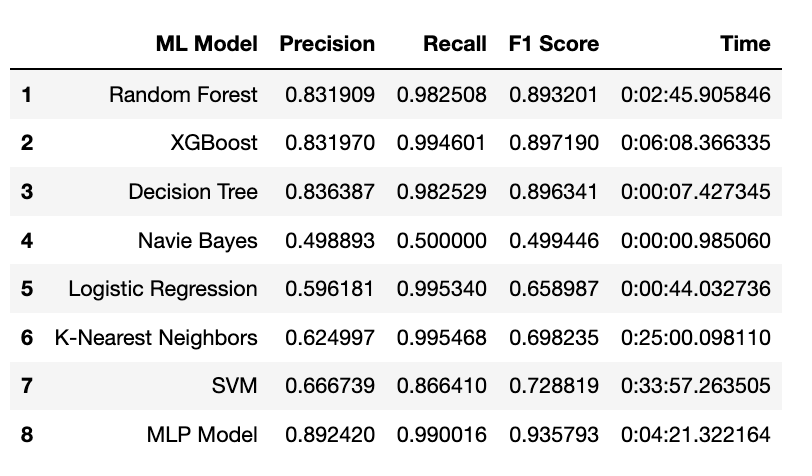 ML Model Precision Recall F1 Score Time
1 Random Forest 0.831909 0.982508 0.893201 0:02:45.905846
2 XGBoost 0.831970 0.994601 0.897190 0:06:08.366335
3 Decision Tree 0.836387 0.982529 0.896341 0:00:07.427345
4 Navie Bayes 0.498893 0.500000 0.499446 0:00:00.985060
5 Logistic Regression 0.596181 0.995340 0.658987 0:00:44.032736
6 K-Nearest Neighbors 0.624997 0.995468 0.698235 0:25:00.098110
7 SVM 0.666739 0.866410 0.728819 0:33:57.263505
8 MLP Model 0.892420 0.990016 0.935793 0:04:21.322164